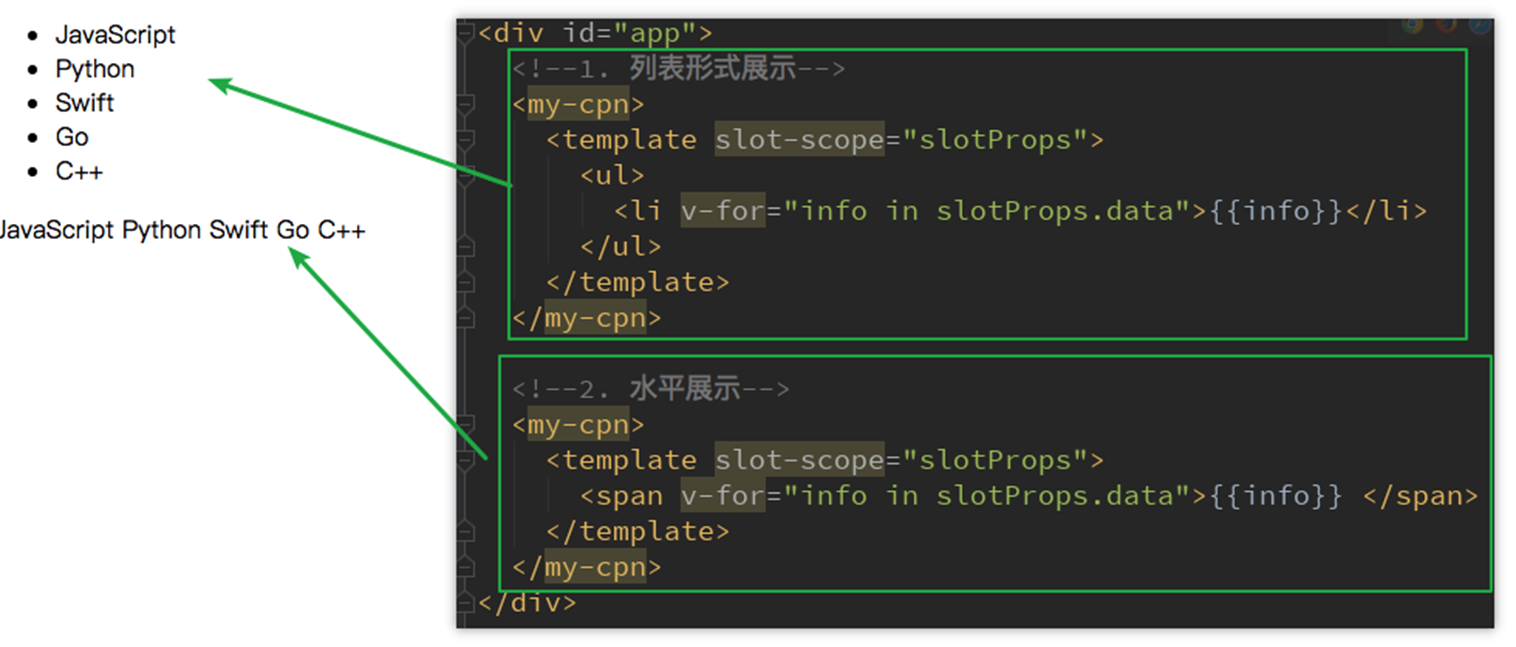 JavaScript
Python
Swift
Go
C++
JavaScript Python Swift Go C++
<div id="app">
<!--1. 列表形式展示-->
<my-cpn>
<template slot-scope="slotProps">
<ul>
<li v-for="info in slotProps.data">{{info}}</li>
</ul>
</template>
</my-cpn>
<!--2. 水平展示-->
<my-cpn>
<template slot-scope="slotProps">
<span v-for="info in slotProps.data">{{info}} </span>
</template>
</my-cpn>
</div>